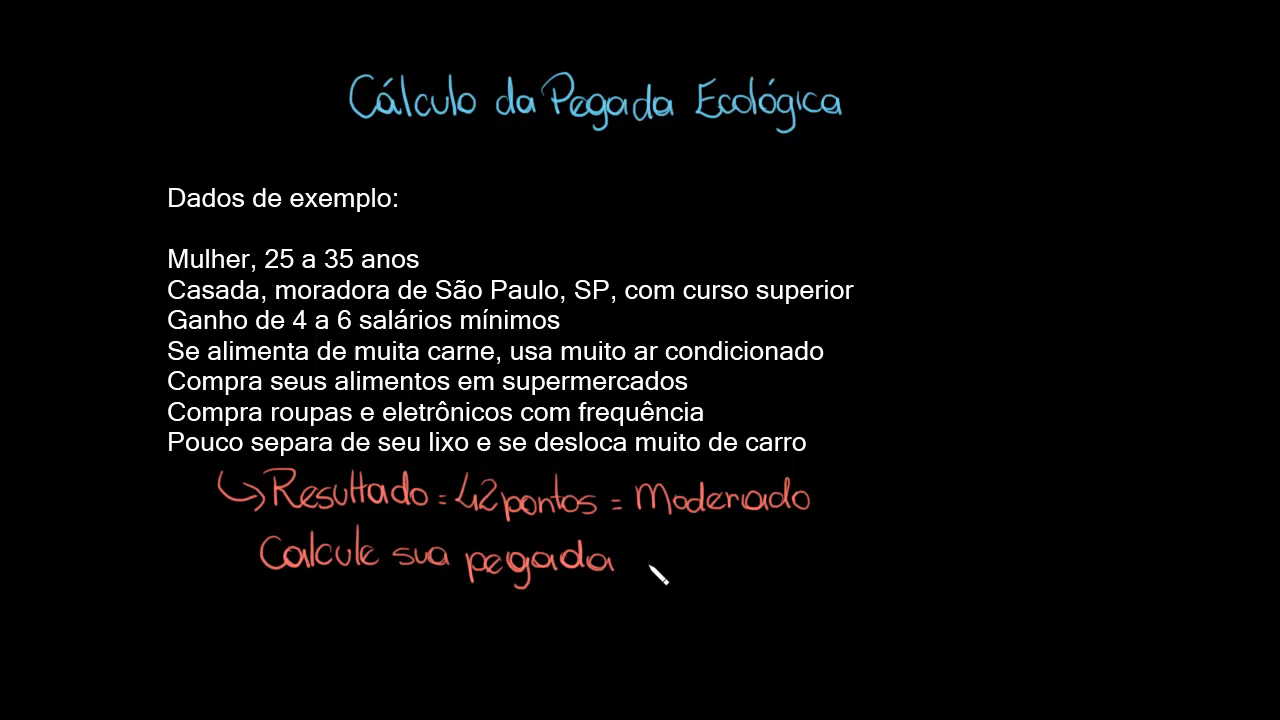 Cálculo da Pegada Ecológica
Dados de exemplo:
Mulher, 25 a 35 anos
Casada, moradora de São Paulo, SP, com curso superior
Ganho de 4 a 6 salários mínimos
Se alimenta de muita carne, usa muito ar condicionado
Compra seus alimentos em supermercados
Compra roupas e eletrônicos com frequência
Pouco separa de seu lixo e se desloca muito de carro
↪ Resultado = 42 pontos = Moderado
Calcule sua pegada